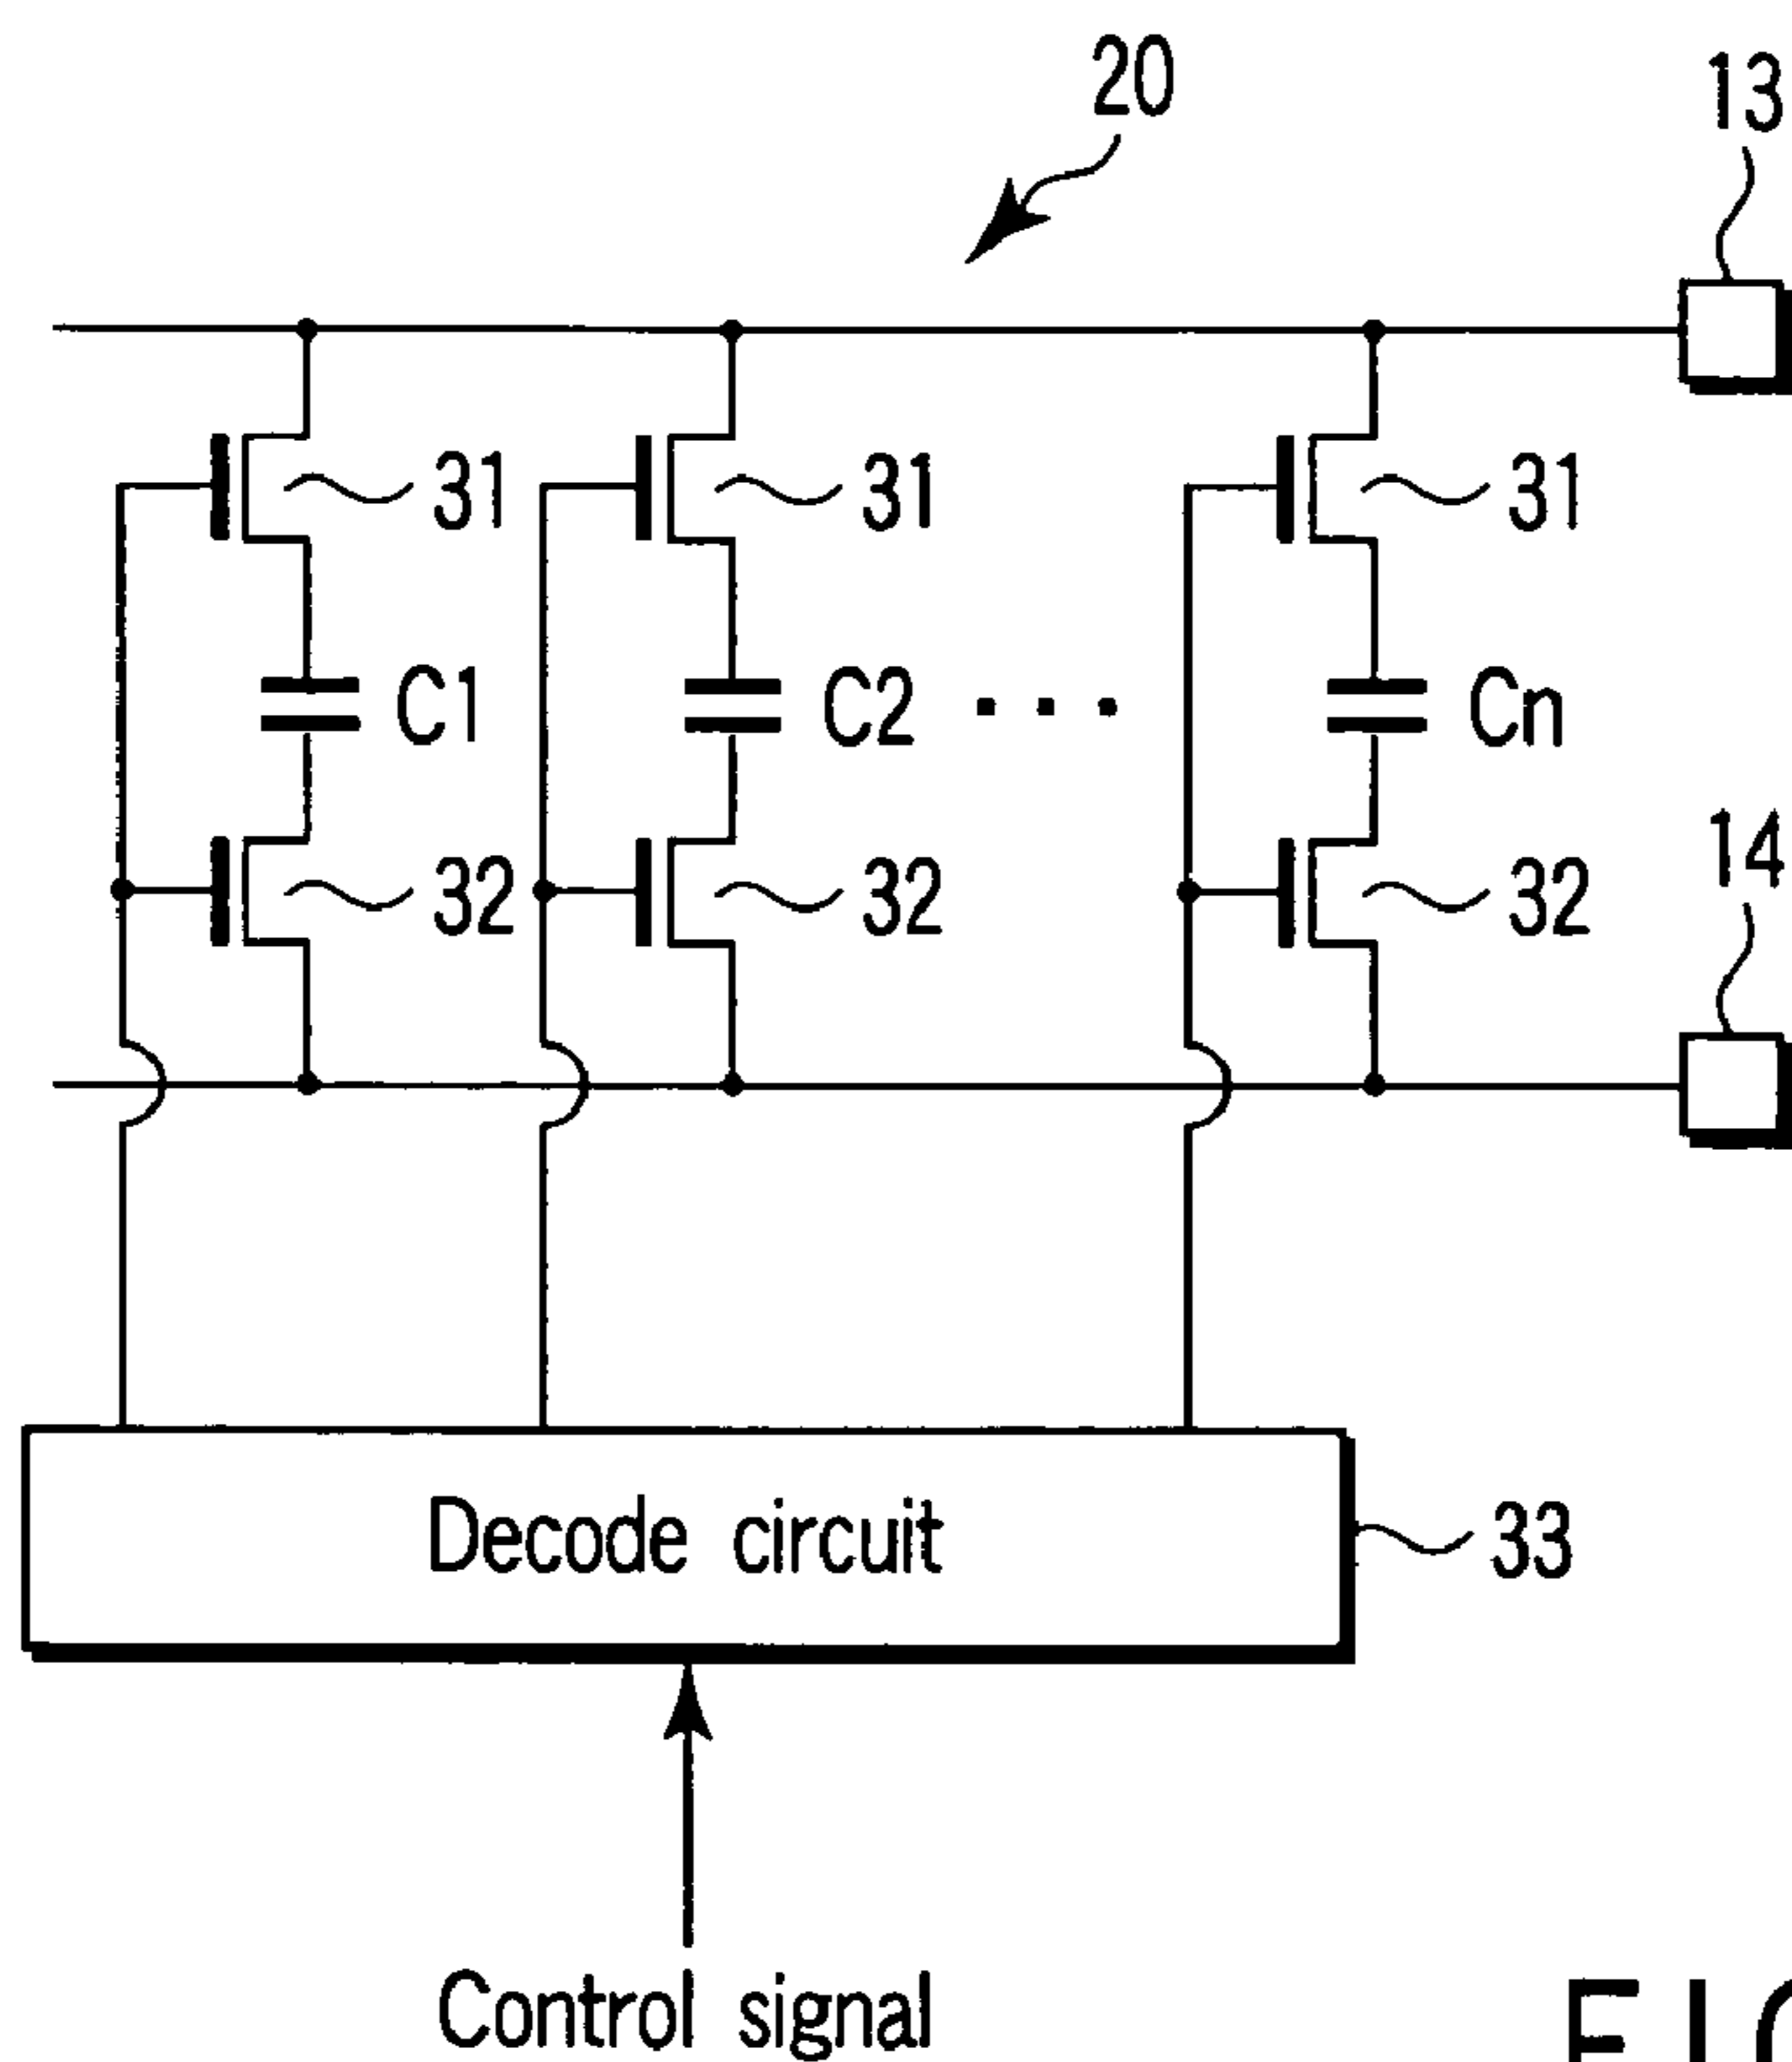 20
13
31 31 31
C1 C2 ... Cn
14
32 32 32
Decode circuit
33
Control signal